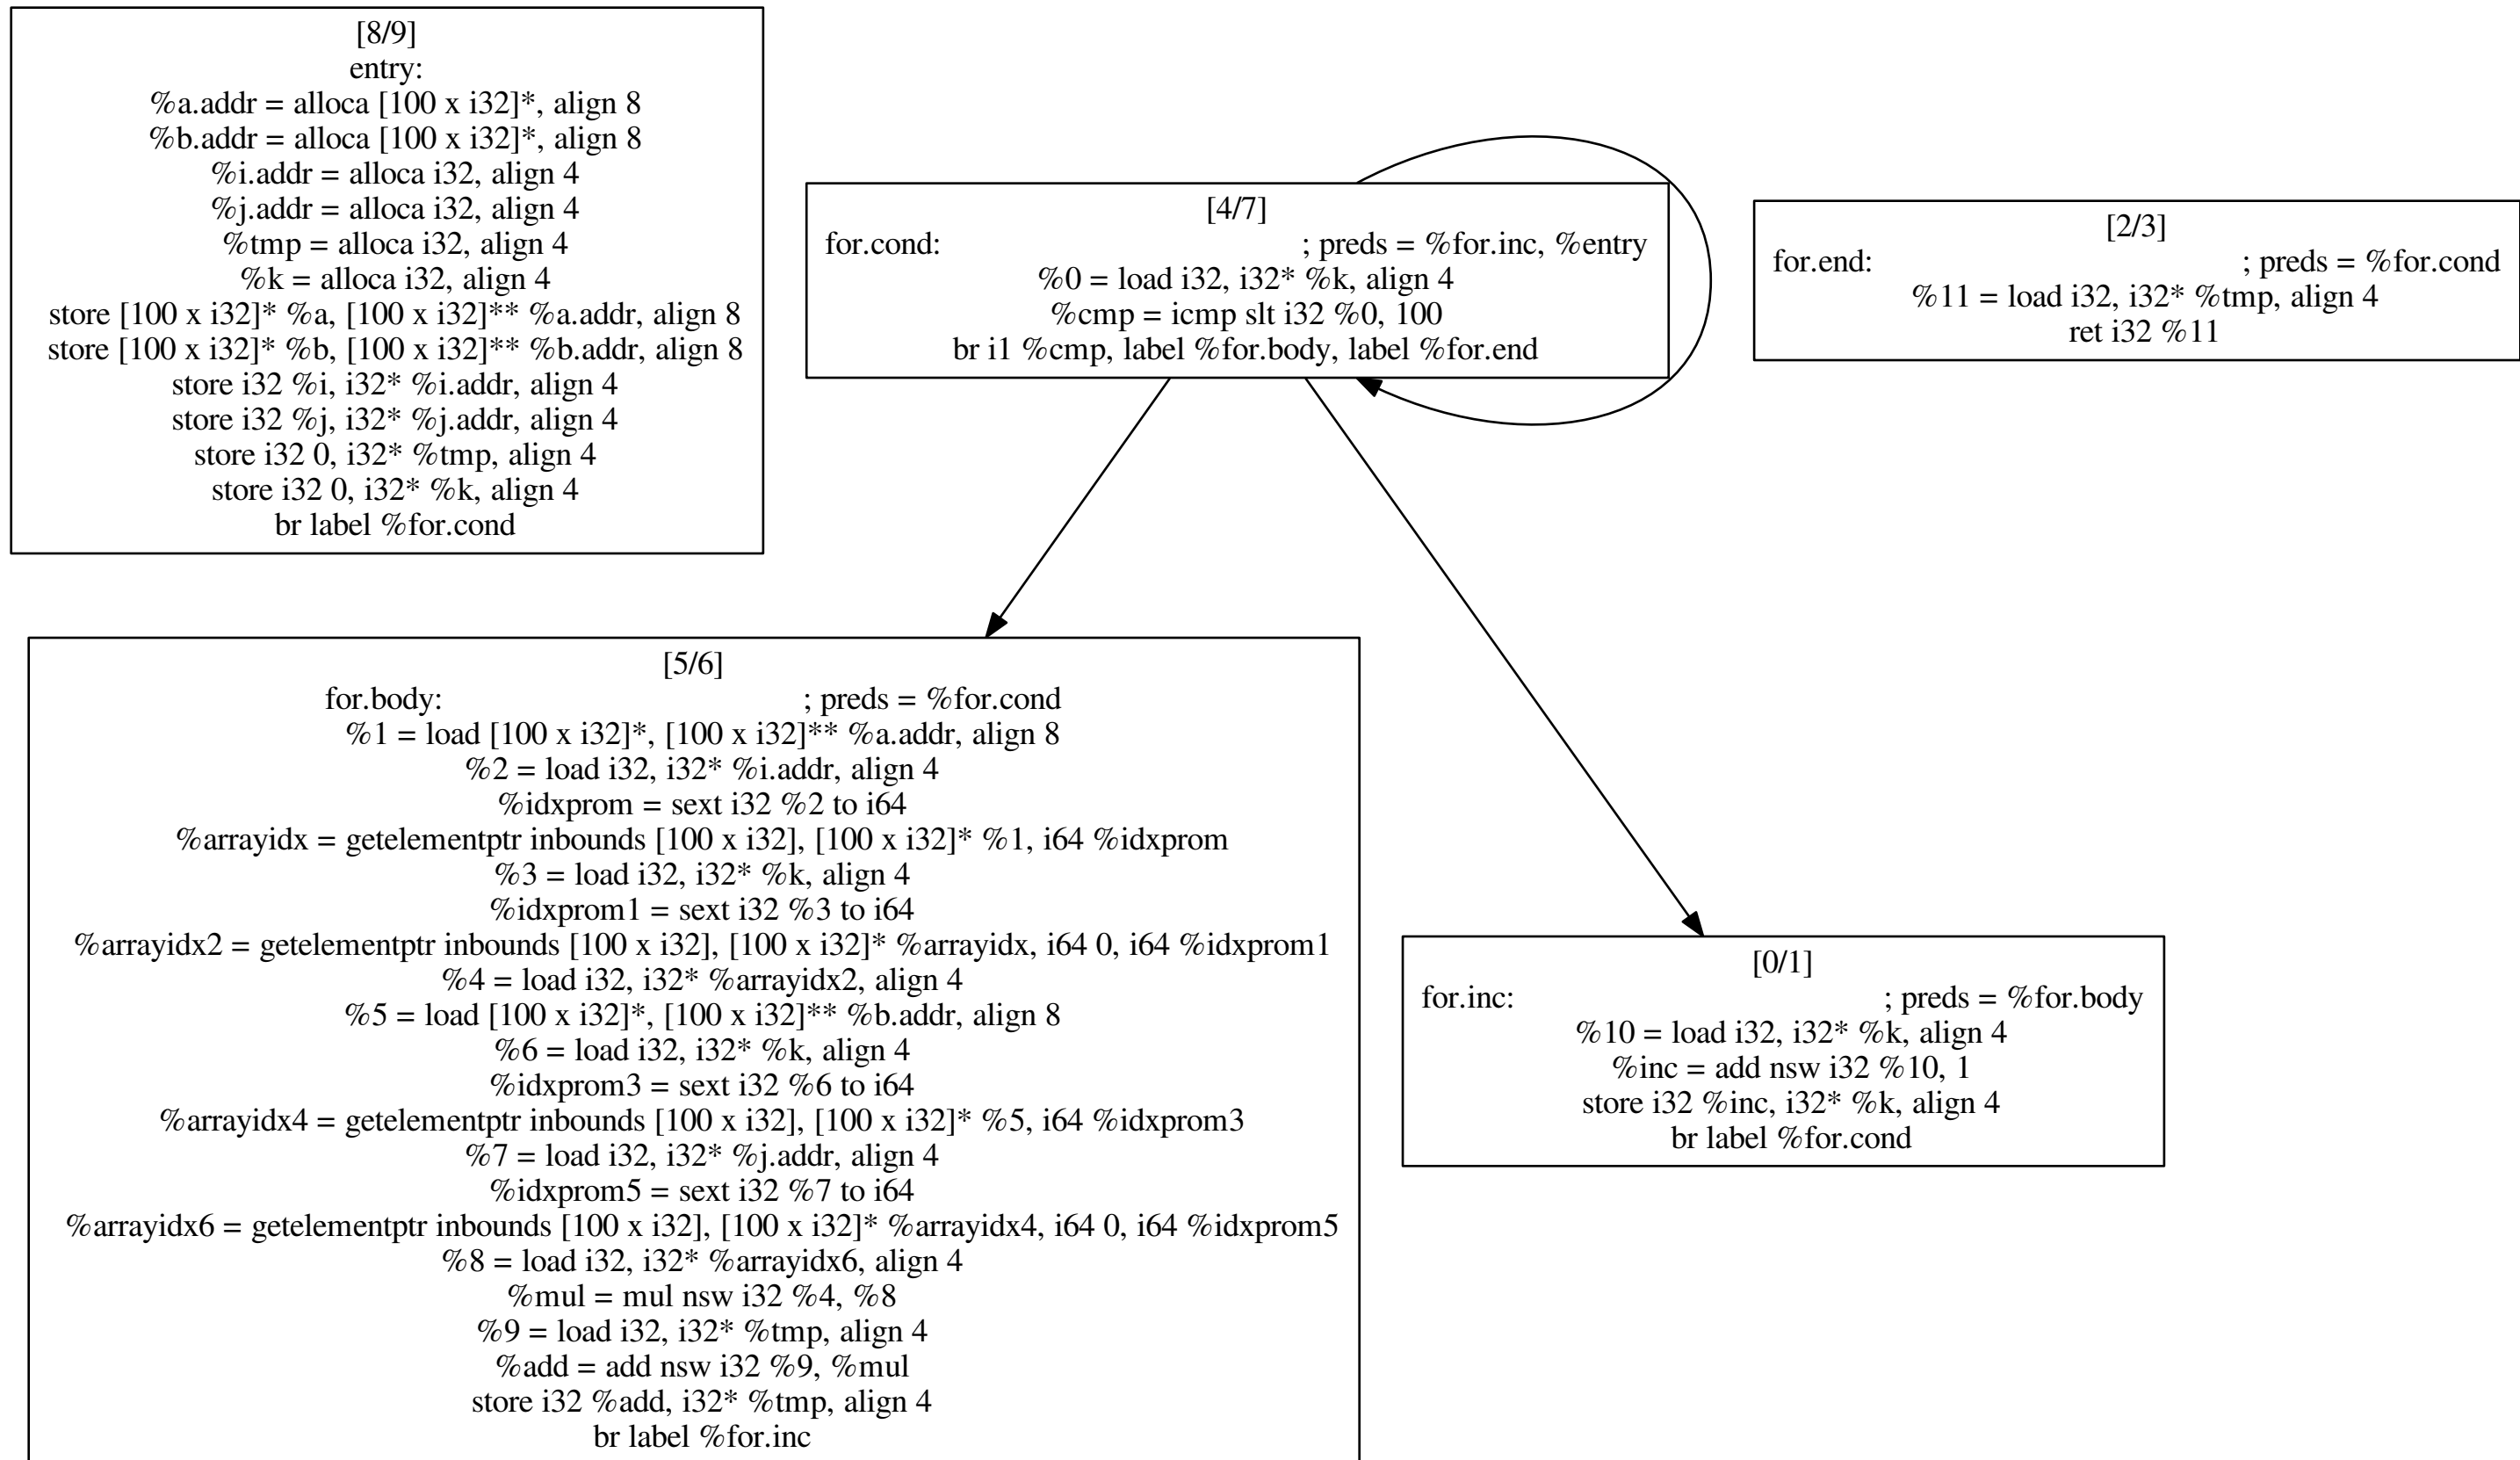 [8/9]
entry:
%a.addr = alloca [100 x i32]*, align 8
%b.addr = alloca [100 x i32]*, align 8
%i.addr = alloca i32, align 4
%j.addr = alloca i32, align 4
%tmp = alloca i32, align 4
%k = alloca i32, align 4
store [100 x i32]* %a, [100 x i32]** %a.addr, align 8
store [100 x i32]* %b, [100 x i32]** %b.addr, align 8
store i32 %i, i32* %i.addr, align 4
store i32 %j, i32* %j.addr, align 4
store i32 0, i32* %tmp, align 4
store i32 0, i32* %k, align 4
br label %for.cond
[4/7]
for.cond: ; preds = %for.inc, %entry
%0 = load i32, i32* %k, align 4
%cmp = icmp slt i32 %0, 100
br i1 %cmp, label %for.body, label %for.end
[2/3]
for.end: ; preds = %for.cond
%11 = load i32, i32* %tmp, align 4
ret i32 %11
[5/6]
for.body: ; preds = %for.cond
%1 = load [100 x i32]*, [100 x i32]** %a.addr, align 8
%2 = load i32, i32* %i.addr, align 4
%idxprom = sext i32 %2 to i64
%arrayidx = getelementptr inbounds [100 x i32], [100 x i32]* %1, i64 %idxprom
%3 = load i32, i32* %k, align 4
%idxprom1 = sext i32 %3 to i64
%arrayidx2 = getelementptr inbounds [100 x i32], [100 x i32]* %arrayidx, i64 0, i64 %idxprom1
%4 = load i32, i32* %arrayidx2, align 4
%5 = load [100 x i32]*, [100 x i32]** %b.addr, align 8
%6 = load i32, i32* %k, align 4
%idxprom3 = sext i32 %6 to i64
%arrayidx4 = getelementptr inbounds [100 x i32], [100 x i32]* %5, i64 %idxprom3
%7 = load i32, i32* %j.addr, align 4
%idxprom5 = sext i32 %7 to i64
%arrayidx6 = getelementptr inbounds [100 x i32], [100 x i32]* %arrayidx4, i64 0, i64 %idxprom5
%8 = load i32, i32* %arrayidx6, align 4
%mul = mul nsw i32 %4, %8
%9 = load i32, i32* %tmp, align 4
%add = add nsw i32 %9, %mul
store i32 %add, i32* %tmp, align 4
br label %for.inc
[0/1]
for.inc: ; preds = %for.body
%10 = load i32, i32* %k, align 4
%inc = add nsw i32 %10, 1
store i32 %inc, i32* %k, align 4
br label %for.cond